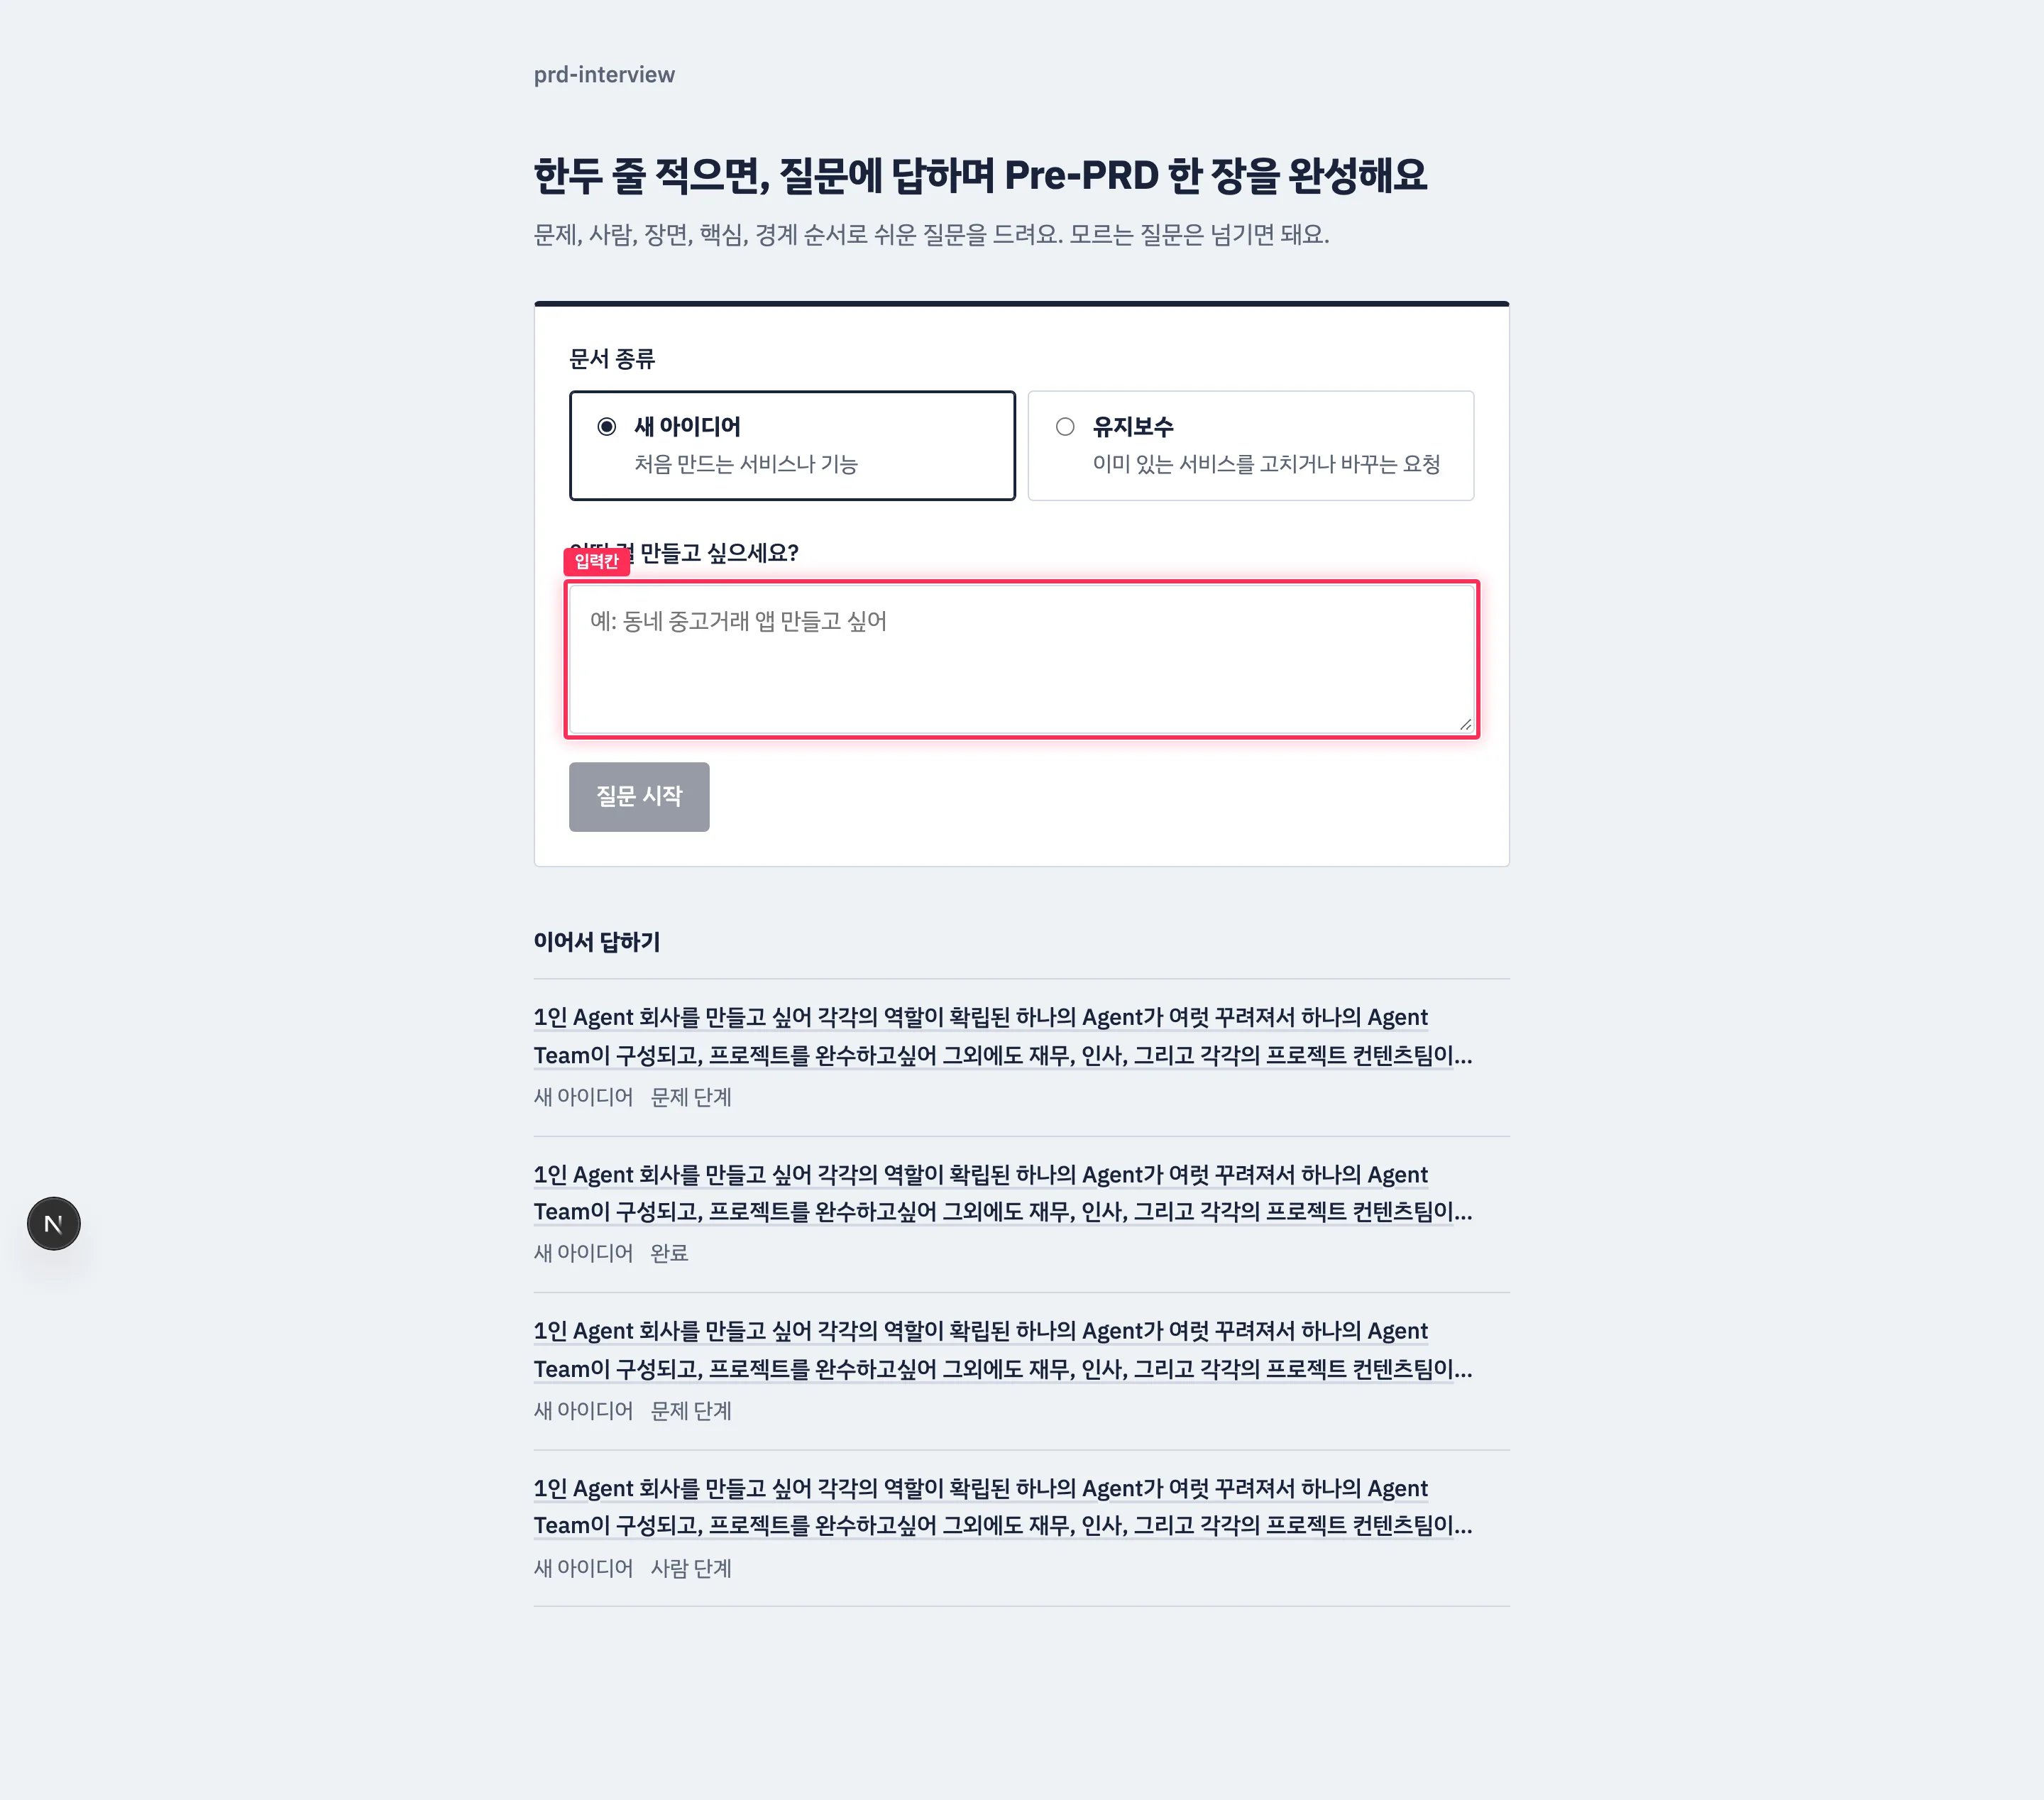 prd-interview
한두 줄 적으면, 질문에 답하며 Pre-PRD 한 장을 완성해요
문제, 사람, 장면, 핵심, 경계 순서로 쉬운 질문을 드려요. 모르는 질문은 넘기면 돼요.
문서 종류
새 아이디어
처음 만드는 서비스나 기능
유지보수
이미 있는 서비스를 고치거나 바꾸는 요청
만들고 싶으세요?
입력칸
예: 동네 중고거래 앱 만들고 싶어
질문 시작
이어서 답하기
1인 Agent 회사를 만들고 싶어 각각의 역할이 확립된 하나의 Agent가 여럿 꾸려져서 하나의 Agent
Team이 구성되고, 프로젝트를 완수하고싶어 그외에도 재무, 인사, 그리고 각각의 프로젝트 컨텐츠팀이...
새 아이디어 문제 단계
1인 Agent 회사를 만들고 싶어 각각의 역할이 확립된 하나의 Agent가 여럿 꾸려져서 하나의 Agent
Team이 구성되고, 프로젝트를 완수하고싶어 그외에도 재무, 인사, 그리고 각각의 프로젝트 컨텐츠팀이...
새 아이디어 완료
1인 Agent 회사를 만들고 싶어 각각의 역할이 확립된 하나의 Agent가 여럿 꾸려져서 하나의 Agent
Team이 구성되고, 프로젝트를 완수하고싶어 그외에도 재무, 인사, 그리고 각각의 프로젝트 컨텐츠팀이...
새 아이디어 문제 단계
1인 Agent 회사를 만들고 싶어 각각의 역할이 확립된 하나의 Agent가 여럿 꾸려져서 하나의 Agent
Team이 구성되고, 프로젝트를 완수하고싶어 그외에도 재무, 인사, 그리고 각각의 프로젝트 컨텐츠팀이...
새 아이디어 사람 단계
N